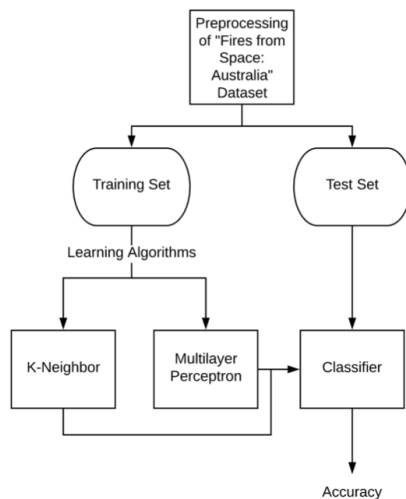 Preprocessing
of "Fires from
Space:
Australia"
Dataset
Training Set
Test Set
Learning Algorithms
K-Neighbor
Multilayer
Perceptron
Classifier
Accuracy